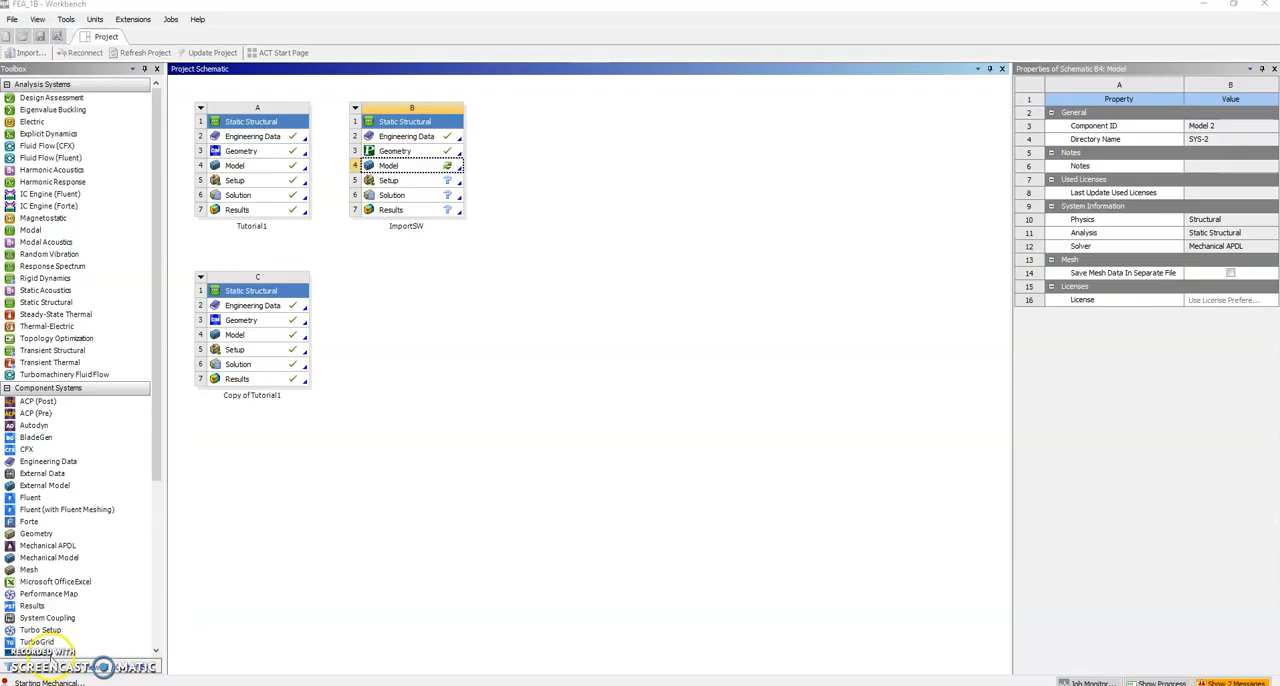 FEA_1B - Workbench
File View Tools Units Extensions Jobs Help
Project
Import... Reconnect Refresh Project Update Project ACT Start Page
Toolbox
Analysis Systems
Design Assessment
Eigenvalue Buckling
Electric
Explicit Dynamics
Fluid Flow (CFX)
Fluid Flow (Fluent)
Harmonic Acoustics
Harmonic Response
IC Engine (Fluent)
IC Engine (Forte)
Magnetostatic
Modal
Modal Acoustics
Random Vibration
Response Spectrum
Rigid Dynamics
Static Acoustics
Static Structural
Steady-State Thermal
Thermal-Electric
Topology Optimization
Transient Structural
Transient Thermal
Turbomachinery Fluid Flow
Component Systems
ACP (Post)
ACP (Pre)
Autodyn
BladeGen
CFX
Engineering Data
External Data
External Model
Fluent
Fluent (with Fluent Meshing)
Forte
Geometry
Mechanical APDL
Mechanical Model
Mesh
Microsoft Office Excel
Performance Map
Results
System Coupling
Turbo Setup
TurboGrid
RECORDED WITH
SCREENCAST MATIC
Starting Mechanical...
Project Schematic
A
1 Static Structural
2 Engineering Data
3 DM Geometry
4 Model
5 Setup
6 Solution
7 Results
Tutorial1
B
1 Static Structural
2 Engineering Data
3 P Geometry
4 Model
5 Setup
6 Solution
7 Results
ImportSW
C
1 Static Structural
2 Engineering Data
3 DM Geometry
4 Model
5 Setup
6 Solution
7 Results
Copy of Tutorial1
Properties of Schematic B4: Model
A B
1 Property Value
2 General
3 Component ID Model 2
4 Directory Name SYS-2
5 Notes
6 Notes
7 Used Licenses
8 Last Update Used Licenses
9 System Information
10 Physics Structural
11 Analysis Static Structural
12 Solver Mechanical APDL
13 Mesh
14 Save Mesh Data In Separate File
15 Licenses
16 License Use License Prefere...
Job Monitor... Show Progress Show 2 Messages